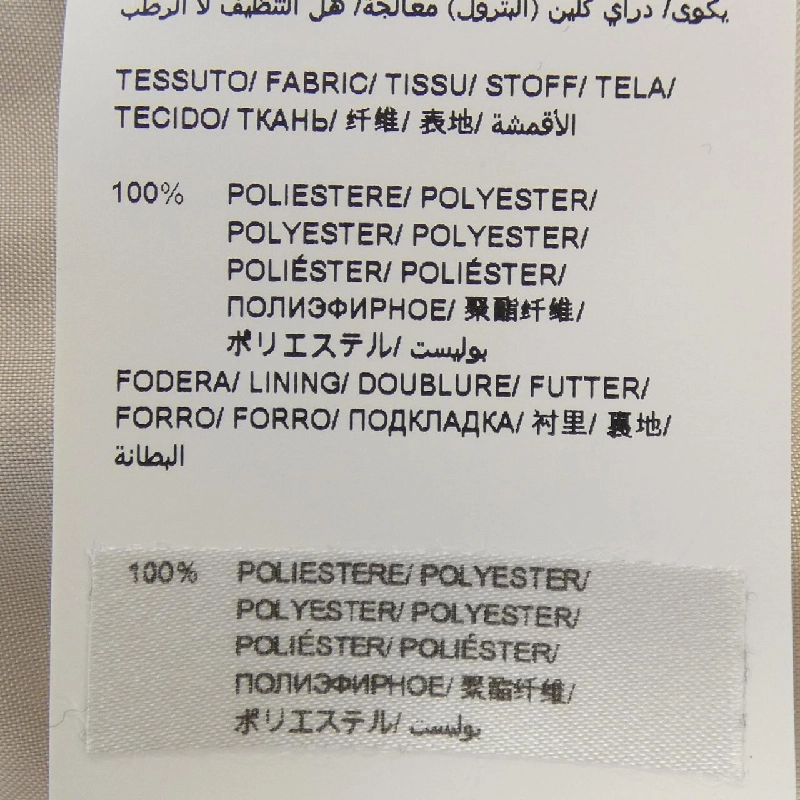 يكوى/ دراي كلين (البترول) معالجة/ هل التنظيف لا الرطب
TESSUTO/ FABRIC/ TISSU/ STOFF/ TELA/
TECIDO/ ТКАНЬ/ 纤维/ 表地/ الأقمشة
100% POLIESTERE/ POLYESTER/
POLYESTER/ POLYESTER/
POLIÉSTER/ POLIÉSTER/
ПОЛИЭФИРНОЕ/ 聚酯纤维/
ポリエステル/ بوليست
FODERA/ LINING/ DOUBLURE/ FUTTER/
FORRO/ FORRO/ ПОДКЛАДКА/ 衬里/ 裏地/
البطانة
100% POLIESTERE/ POLYESTER/
POLYESTER/ POLYESTER/
POLIÉSTER/ POLIÉSTER/
ПОЛИЭФИРНОЕ/ 聚酯纤维/
ポリエステル/ بوليست